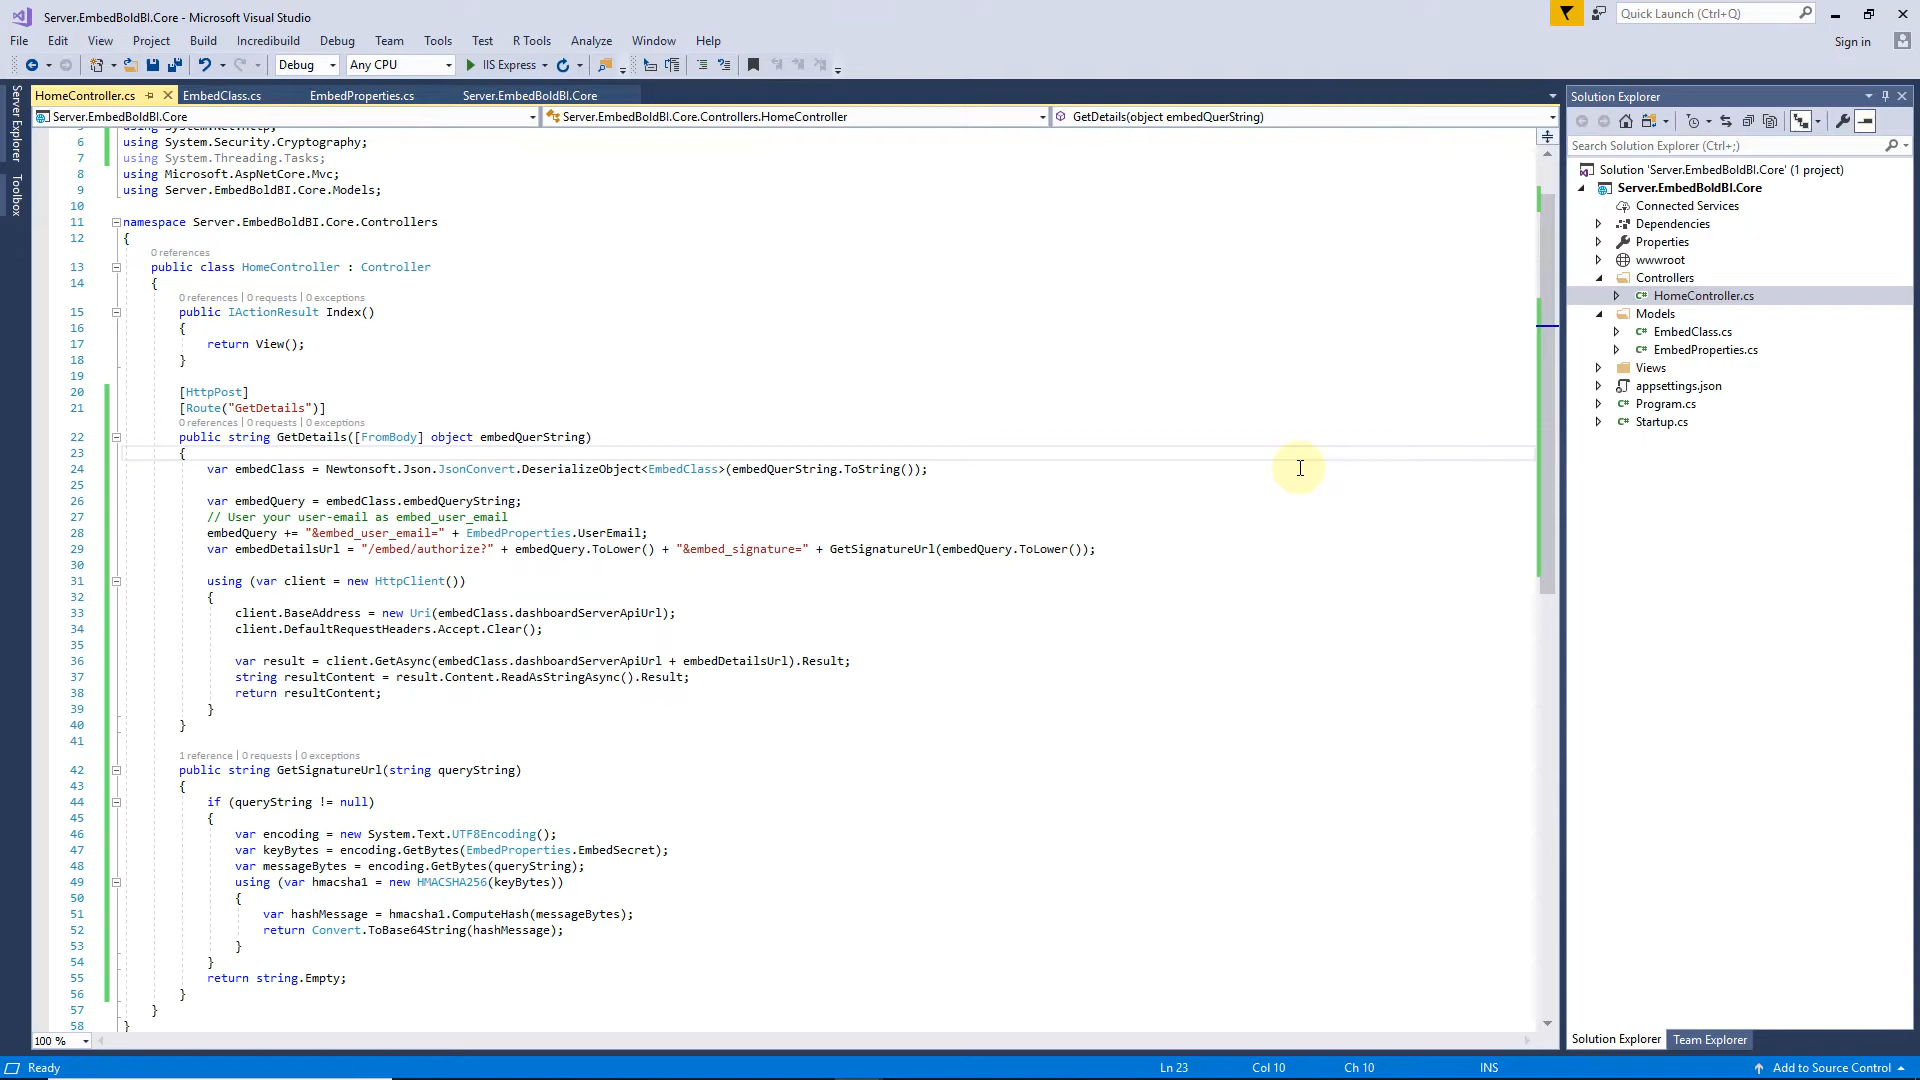 Server.EmbedBoldBI.Core - Microsoft Visual Studio
Quick Launch (Ctrl+Q)
File Edit View Project Build Incredibuild Debug Team Tools Test R Tools Analyze Window Help
Sign in
Debug Any CPU IIS Express
Server Explorer
Toolbox
HomeController.cs EmbedClass.cs EmbedProperties.cs Server.EmbedBoldBI.Core
Server.EmbedBoldBI.Core Server.EmbedBoldBI.Core.Controllers.HomeController GetDetails(object embedQuerString)
using System.Net.Http;
6 using System.Security.Cryptography;
7 using System.Threading.Tasks;
8 using Microsoft.AspNetCore.Mvc;
9 using Server.EmbedBoldBI.Core.Models;
10
11 namespace Server.EmbedBoldBI.Core.Controllers
12 {
0 references
13 public class HomeController : Controller
14 {
0 references | 0 requests | 0 exceptions
15 public IActionResult Index()
16 {
17 return View();
18 }
19
20 [HttpPost]
21 [Route("GetDetails")]
0 references | 0 requests | 0 exceptions
22 public string GetDetails([FromBody] object embedQuerString)
23 {
24 var embedClass = Newtonsoft.Json.JsonConvert.DeserializeObject<EmbedClass>(embedQuerString.ToString());
25
26 var embedQuery = embedClass.embedQueryString;
27 // User your user-email as embed_user_email
28 embedQuery += "&embed_user_email=" + EmbedProperties.UserEmail;
29 var embedDetailsUrl = "/embed/authorize?" + embedQuery.ToLower() + "&embed_signature=" + GetSignatureUrl(embedQuery.ToLower());
30
31 using (var client = new HttpClient())
32 {
33 client.BaseAddress = new Uri(embedClass.dashboardServerApiUrl);
34 client.DefaultRequestHeaders.Accept.Clear();
35
36 var result = client.GetAsync(embedClass.dashboardServerApiUrl + embedDetailsUrl).Result;
37 string resultContent = result.Content.ReadAsStringAsync().Result;
38 return resultContent;
39 }
40 }
41
1 reference | 0 requests | 0 exceptions
42 public string GetSignatureUrl(string queryString)
43 {
44 if (queryString != null)
45 {
46 var encoding = new System.Text.UTF8Encoding();
47 var keyBytes = encoding.GetBytes(EmbedProperties.EmbedSecret);
48 var messageBytes = encoding.GetBytes(queryString);
49 using (var hmacsha1 = new HMACSHA256(keyBytes))
50 {
51 var hashMessage = hmacsha1.ComputeHash(messageBytes);
52 return Convert.ToBase64String(hashMessage);
53 }
54 }
55 return string.Empty;
56 }
57 }
58 }
100 %
Solution Explorer
Search Solution Explorer (Ctrl+;)
Solution 'Server.EmbedBoldBI.Core' (1 project)
Server.EmbedBoldBI.Core
Connected Services
Dependencies
Properties
wwwroot
Controllers
HomeController.cs
Models
EmbedClass.cs
EmbedProperties.cs
Views
appsettings.json
Program.cs
Startup.cs
Solution Explorer Team Explorer
Ready Ln 23 Col 10 Ch 10 INS Add to Source Control